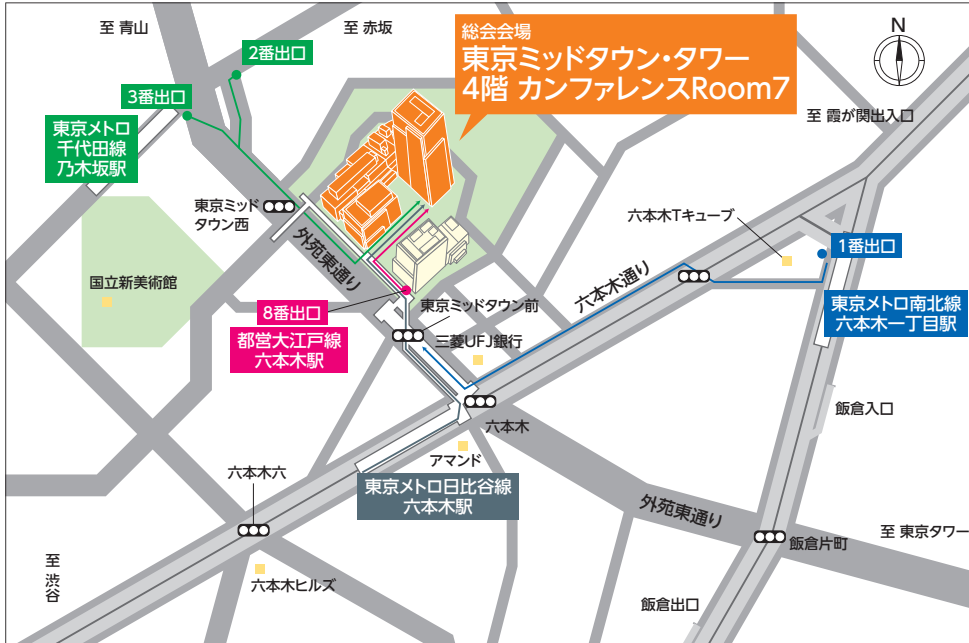 至 青山
至 赤坂
総会会場
東京ミッドタウン・タワー
4階 カンファレンスRoom7
N
2番出口
3番出口
東京メトロ
千代田線
乃木坂駅
至 霞が関出入口
東京ミッド
タウン西
六本木Tキューブ
1番出口
外苑東通り
六本木通り
国立新美術館
東京メトロ南北線
六本木一丁目駅
8番出口
東京ミッドタウン前
都営大江戸線
六本木駅
三菱UFJ銀行
飯倉入口
六本木
アマンド
六本木六
東京メトロ日比谷線
六本木駅
外苑東通り
至 東京タワー
飯倉片町
至 渋谷
六本木ヒルズ
飯倉出口